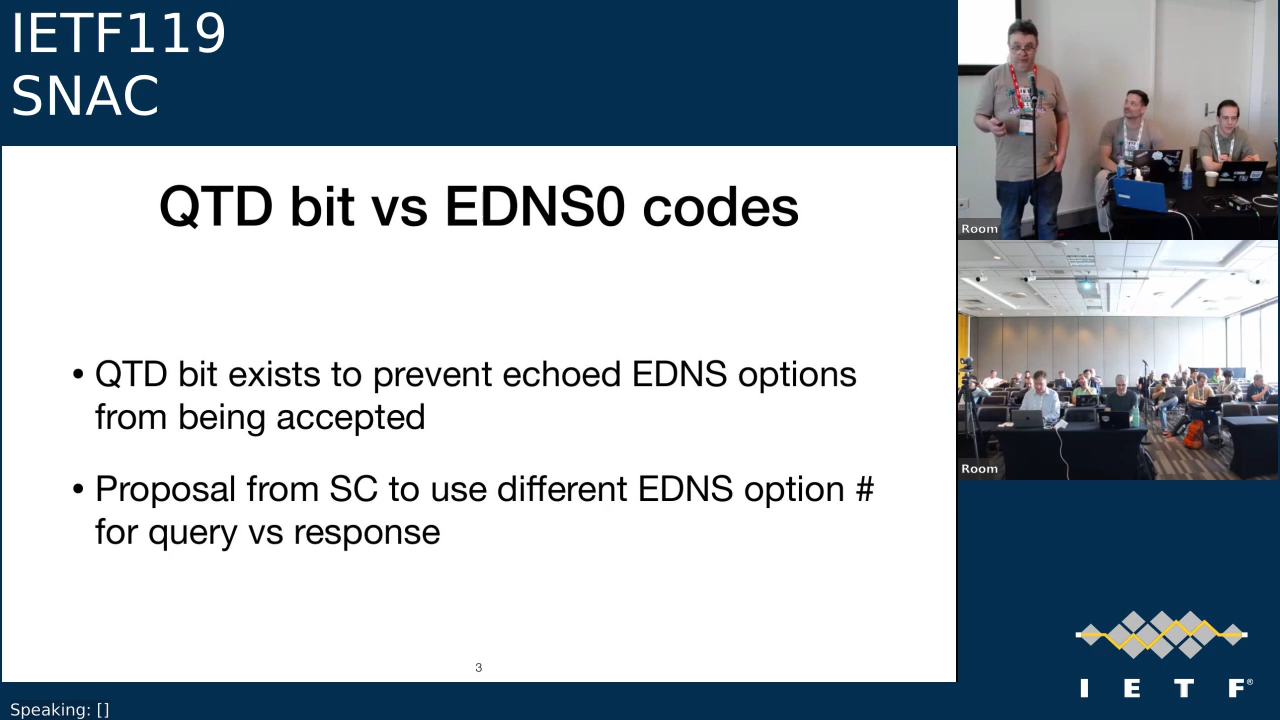 IETF119
SNAC
QTD bit vs EDNS0 codes
• QTD bit exists to prevent echoed EDNS options
from being accepted
• Proposal from SC to use different EDNS option #
for query vs response
3
Room
Room
I E T F®
Speaking: []